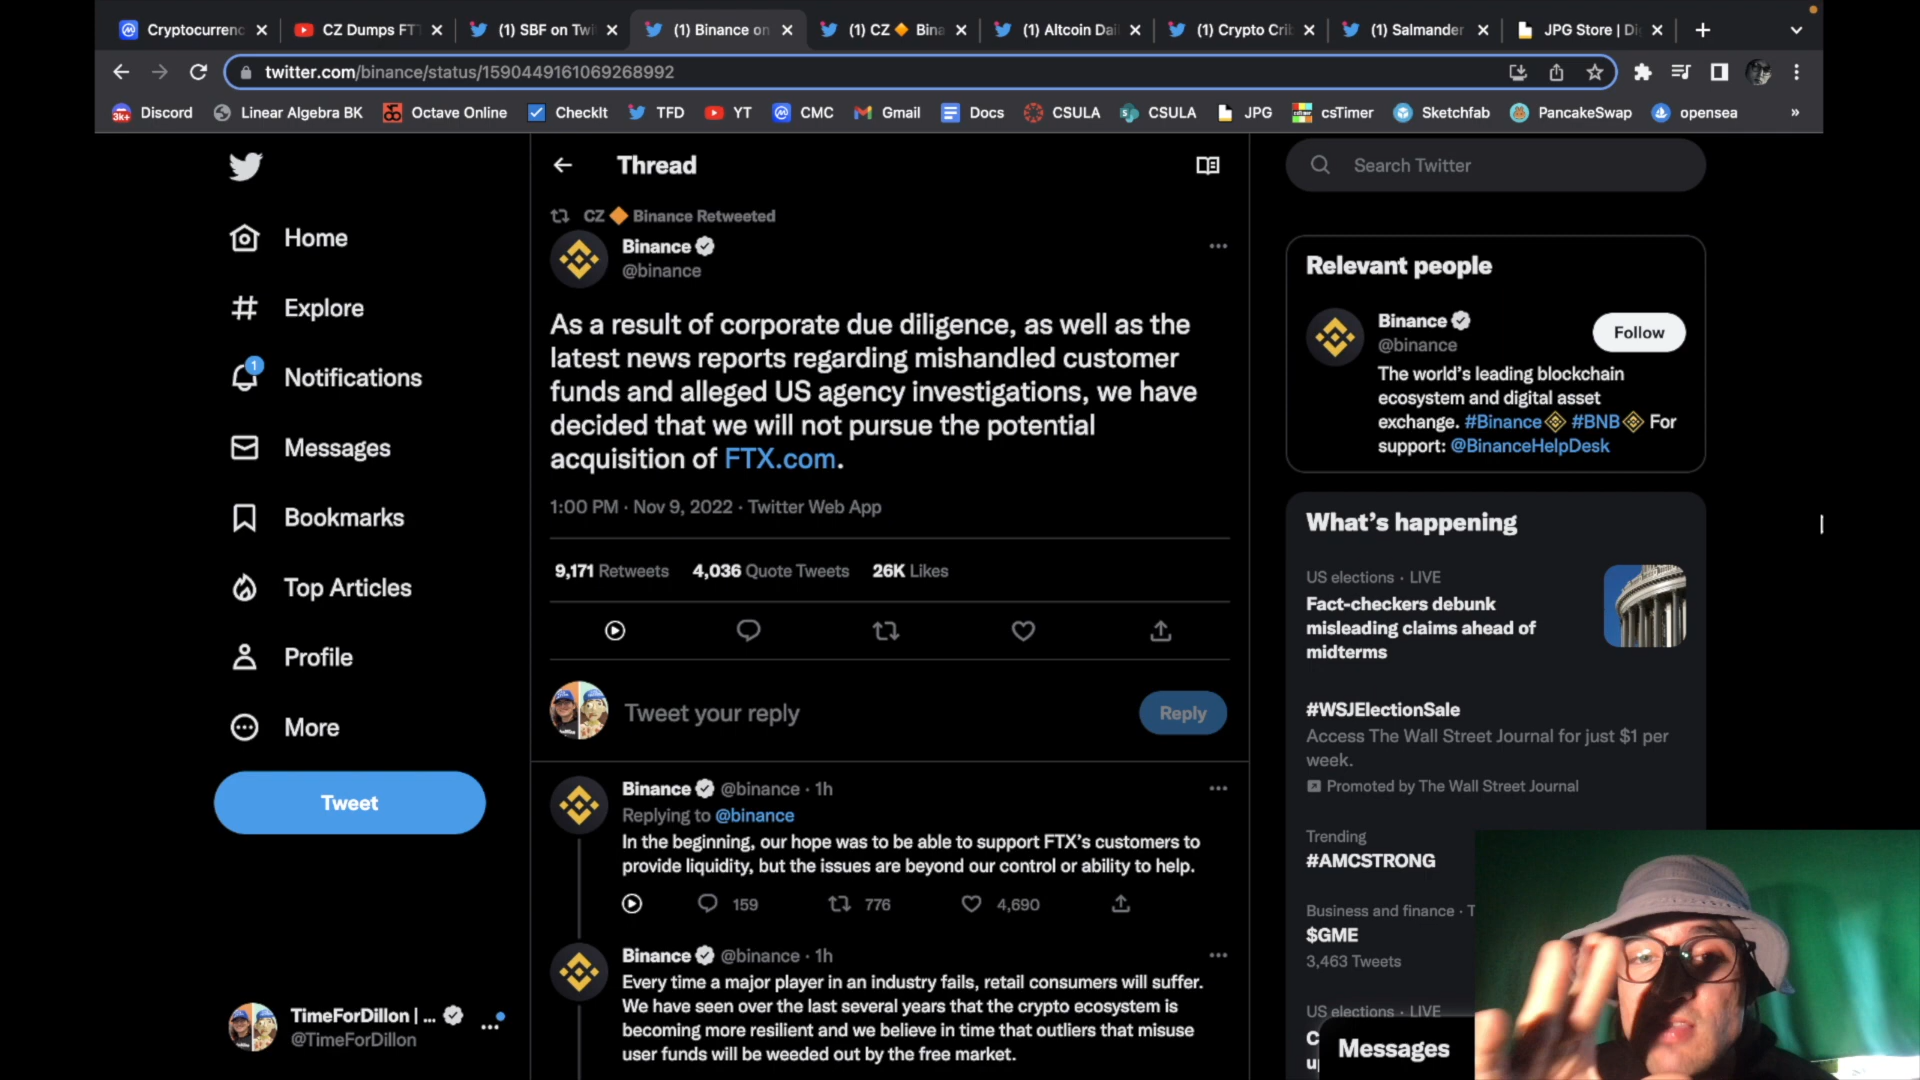 Cryptocurrenc
CZ Dumps FT
(1) SBF on Twi
(1) Binance on
(1) CZ 🔶 Bina
(1) Altcoin Dai
(1) Crypto Crib
(1) Salmander
JPG Store | Di
twitter.com/binance/status/1590449161069268992
3k+ Discord
Linear Algebra BK
Octave Online
CheckIt
TFD
YT
CMC
Gmail
Docs
CSULA
CSULA
JPG
csTimer
Sketchfab
PancakeSwap
opensea
»
Home
Explore
1
Notifications
Messages
Bookmarks
Top Articles
Profile
More
Tweet
TimeForDillon | ...
@TimeForDillon
Thread
CZ 🔶 Binance Retweeted
Binance
@binance
As a result of corporate due diligence, as well as the
latest news reports regarding mishandled customer
funds and alleged US agency investigations, we have
decided that we will not pursue the potential
acquisition of FTX.com.
1:00 PM · Nov 9, 2022 · Twitter Web App
9,171 Retweets 4,036 Quote Tweets 26K Likes
Tweet your reply
Reply
Binance @binance · 1h
Replying to @binance
In the beginning, our hope was to be able to support FTX's customers to
provide liquidity, but the issues are beyond our control or ability to help.
159 776 4,690
Binance @binance · 1h
Every time a major player in an industry fails, retail consumers will suffer.
We have seen over the last several years that the crypto ecosystem is
becoming more resilient and we believe in time that outliers that misuse
user funds will be weeded out by the free market.
Search Twitter
Relevant people
Binance
@binance
Follow
The world's leading blockchain
ecosystem and digital asset
exchange. #Binance #BNB For
support: @BinanceHelpDesk
What's happening
US elections · LIVE
Fact-checkers debunk
misleading claims ahead of
midterms
#WSJElectionSale
Access The Wall Street Journal for just $1 per
week.
Promoted by The Wall Street Journal
Trending
#AMCSTRONG
Business and finance · T
$GME
3,463 Tweets
US elections · LIVE
Messages